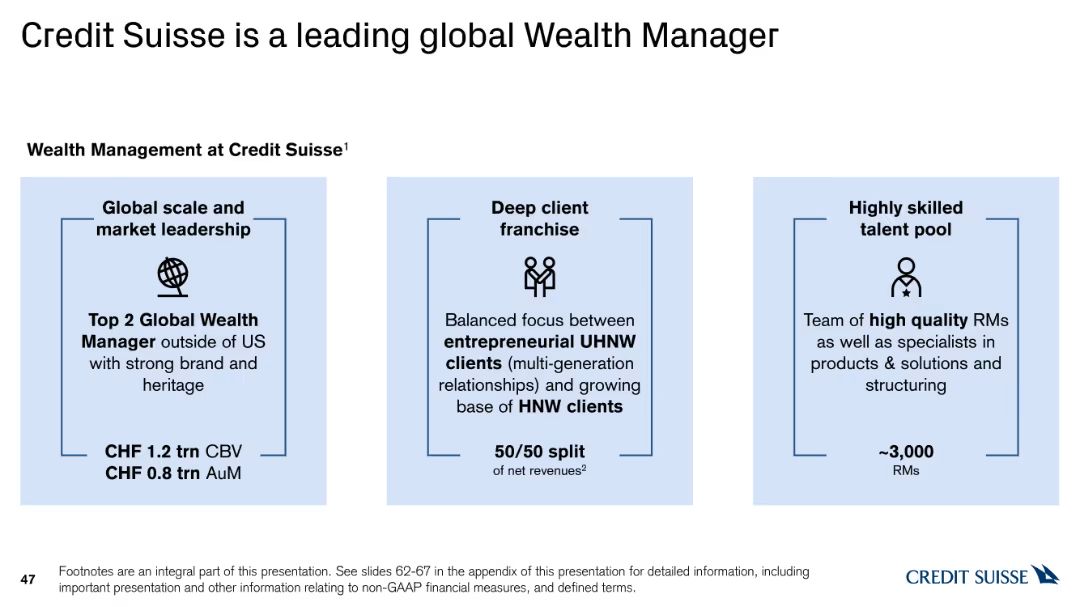 Credit Suisse is a leading global Wealth Manager
Wealth Management at Credit Suisse¹
Global scale and
market leadership
Top 2 Global Wealth
Manager outside of US
with strong brand and
heritage
CHF 1.2 trn CBV
CHF 0.8 trn AuM
Deep client
franchise
Balanced focus between
entrepreneurial UHNW
clients (multi-generation
relationships) and growing
base of HNW clients
50/50 split
of net revenues²
Highly skilled
talent pool
Team of high quality RMs
as well as specialists in
products & solutions and
structuring
~3,000
RMs
47
Footnotes are an integral part of this presentation. See slides 62-67 in the appendix of this presentation for detailed information, including
important presentation and other information relating to non-GAAP financial measures, and defined terms.
CREDIT SUISSE